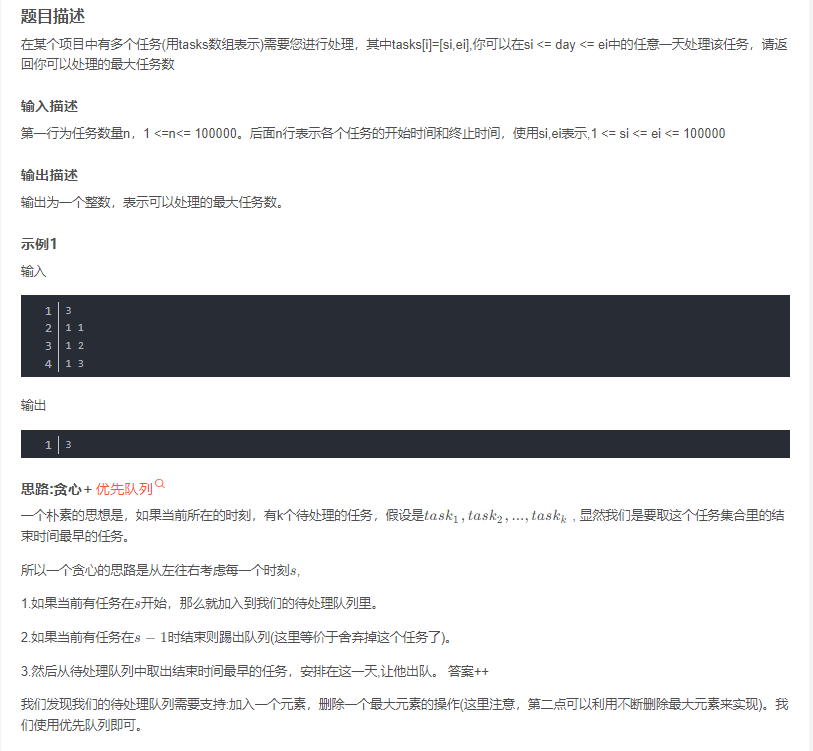 题目描述
在某个项目中有多个任务(用tasks数组表示)需要您进行处理，其中tasks[i]=[si,ei],你可以在si <= day <= ei中的任意一天处理该任务，请返
回你可以处理的最大任务数
输入描述
第一行为任务数量n，1 <=n<= 100000。后面n行表示各个任务的开始时间和终止时间，使用si,ei表示,1 <= si <= ei <= 100000
输出描述
输出为一个整数，表示可以处理的最大任务数。
示例1
输入
1 3
2 1 1
3 1 2
4 1 3
输出
1 3
思路:贪心+ 优先队列
一个朴素的思想是，如果当前所在的时刻，有k个待处理的任务，假设是task1, task2, ..., taskk，显然我们是要取这个任务集合里的结
束时间最早的任务。
所以一个贪心的思路是从左往右考虑每一个时刻s,
1.如果当前有任务在s开始，那么就加入到我们的待处理队列里。
2.如果当前有任务在s − 1时结束则踢出队列(这里等价于舍弃掉这个任务了)。
3.然后从待处理队列中取出结束时间最早的任务，安排在这一天,让他出队。 答案++
我们发现我们的待处理队列需要支持:加入一个元素，删除一个最大元素的操作(这里注意，第二点可以利用不断删除最大元素来实现)。我
们使用优先队列即可。